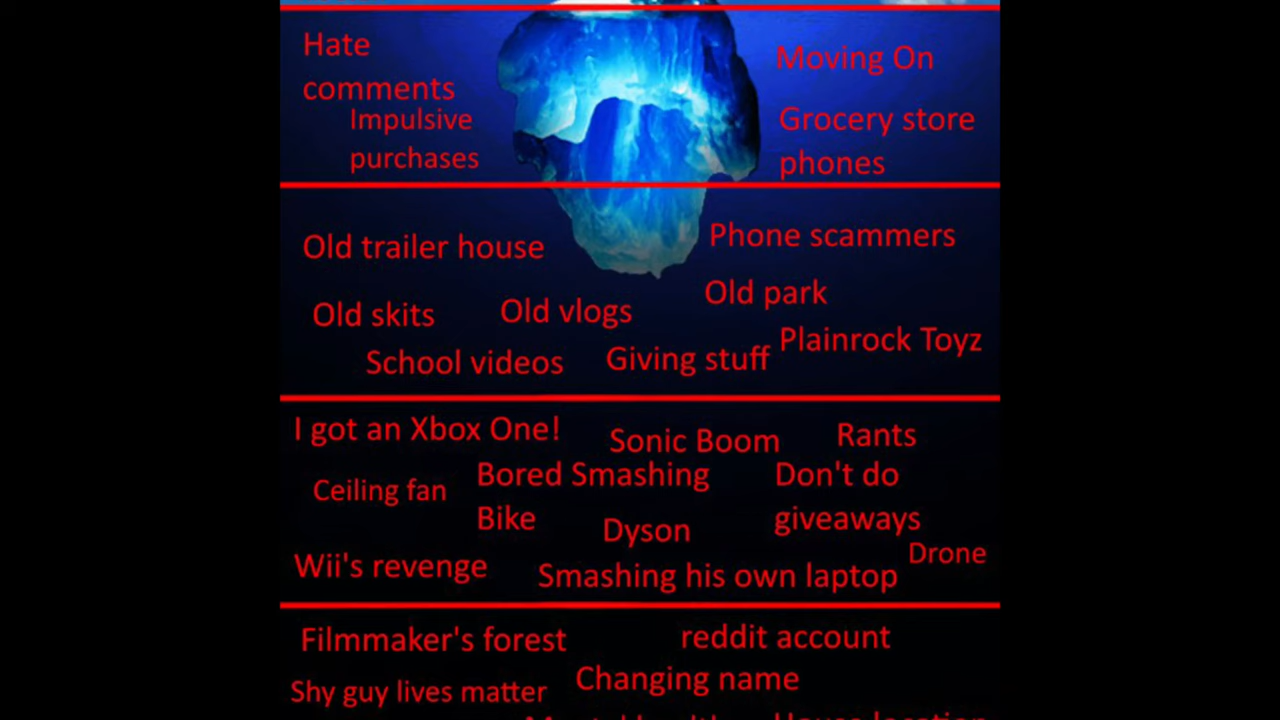 Hate
comments
Impulsive
purchases
Moving On
Grocery store
phones
Old trailer house
Phone scammers
Old skits
Old vlogs
Old park
School videos
Giving stuff
Plainrock Toyz
I got an Xbox One!
Sonic Boom
Rants
Ceiling fan
Bored Smashing
Don't do
Bike
Dyson
giveaways
Wii's revenge
Smashing his own laptop
Drone
Filmmaker's forest
reddit account
Shy guy lives matter
Changing name